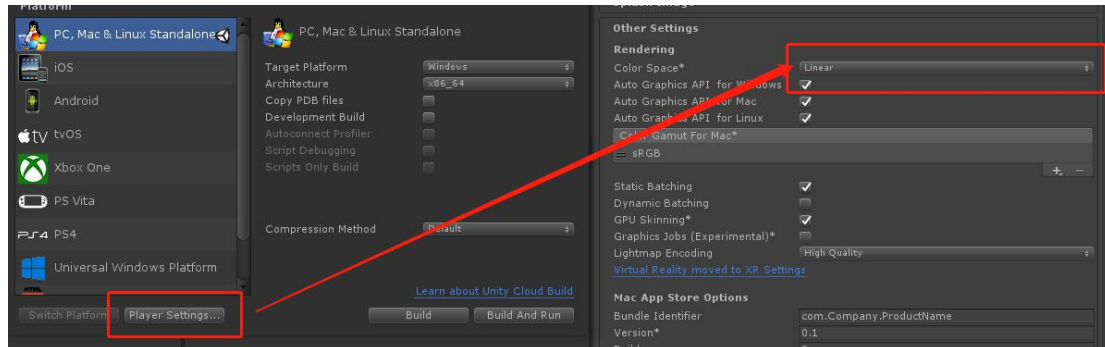 Platform
PC, Mac & Linux Standalone
iOS
Android
tv tvOS
Xbox One
PS Vita
PS4 PS4
Universal Windows Platform
Switch Platform
Player Settings...
PC, Mac & Linux Standalone
Target Platform Windows
Architecture x86_64
Copy PDB files
Development Build
Autoconnect Profiler
Script Debugging
Scripts Only Build
Compression Method Default
Learn about Unity Cloud Build
Build
Build And Run
Splash Image
Other Settings
Rendering
Color Space* Linear
Auto Graphics API for Windows
Auto Graphics API for Mac
Auto Graphics API for Linux
Color Gamut For Mac*
sRGB
+ -
Static Batching
Dynamic Batching
GPU Skinning*
Graphics Jobs (Experimental)*
Lightmap Encoding High Quality
Virtual Reality moved to XR Settings
Mac App Store Options
Bundle Identifier com.Company.ProductName
Version* 0.1